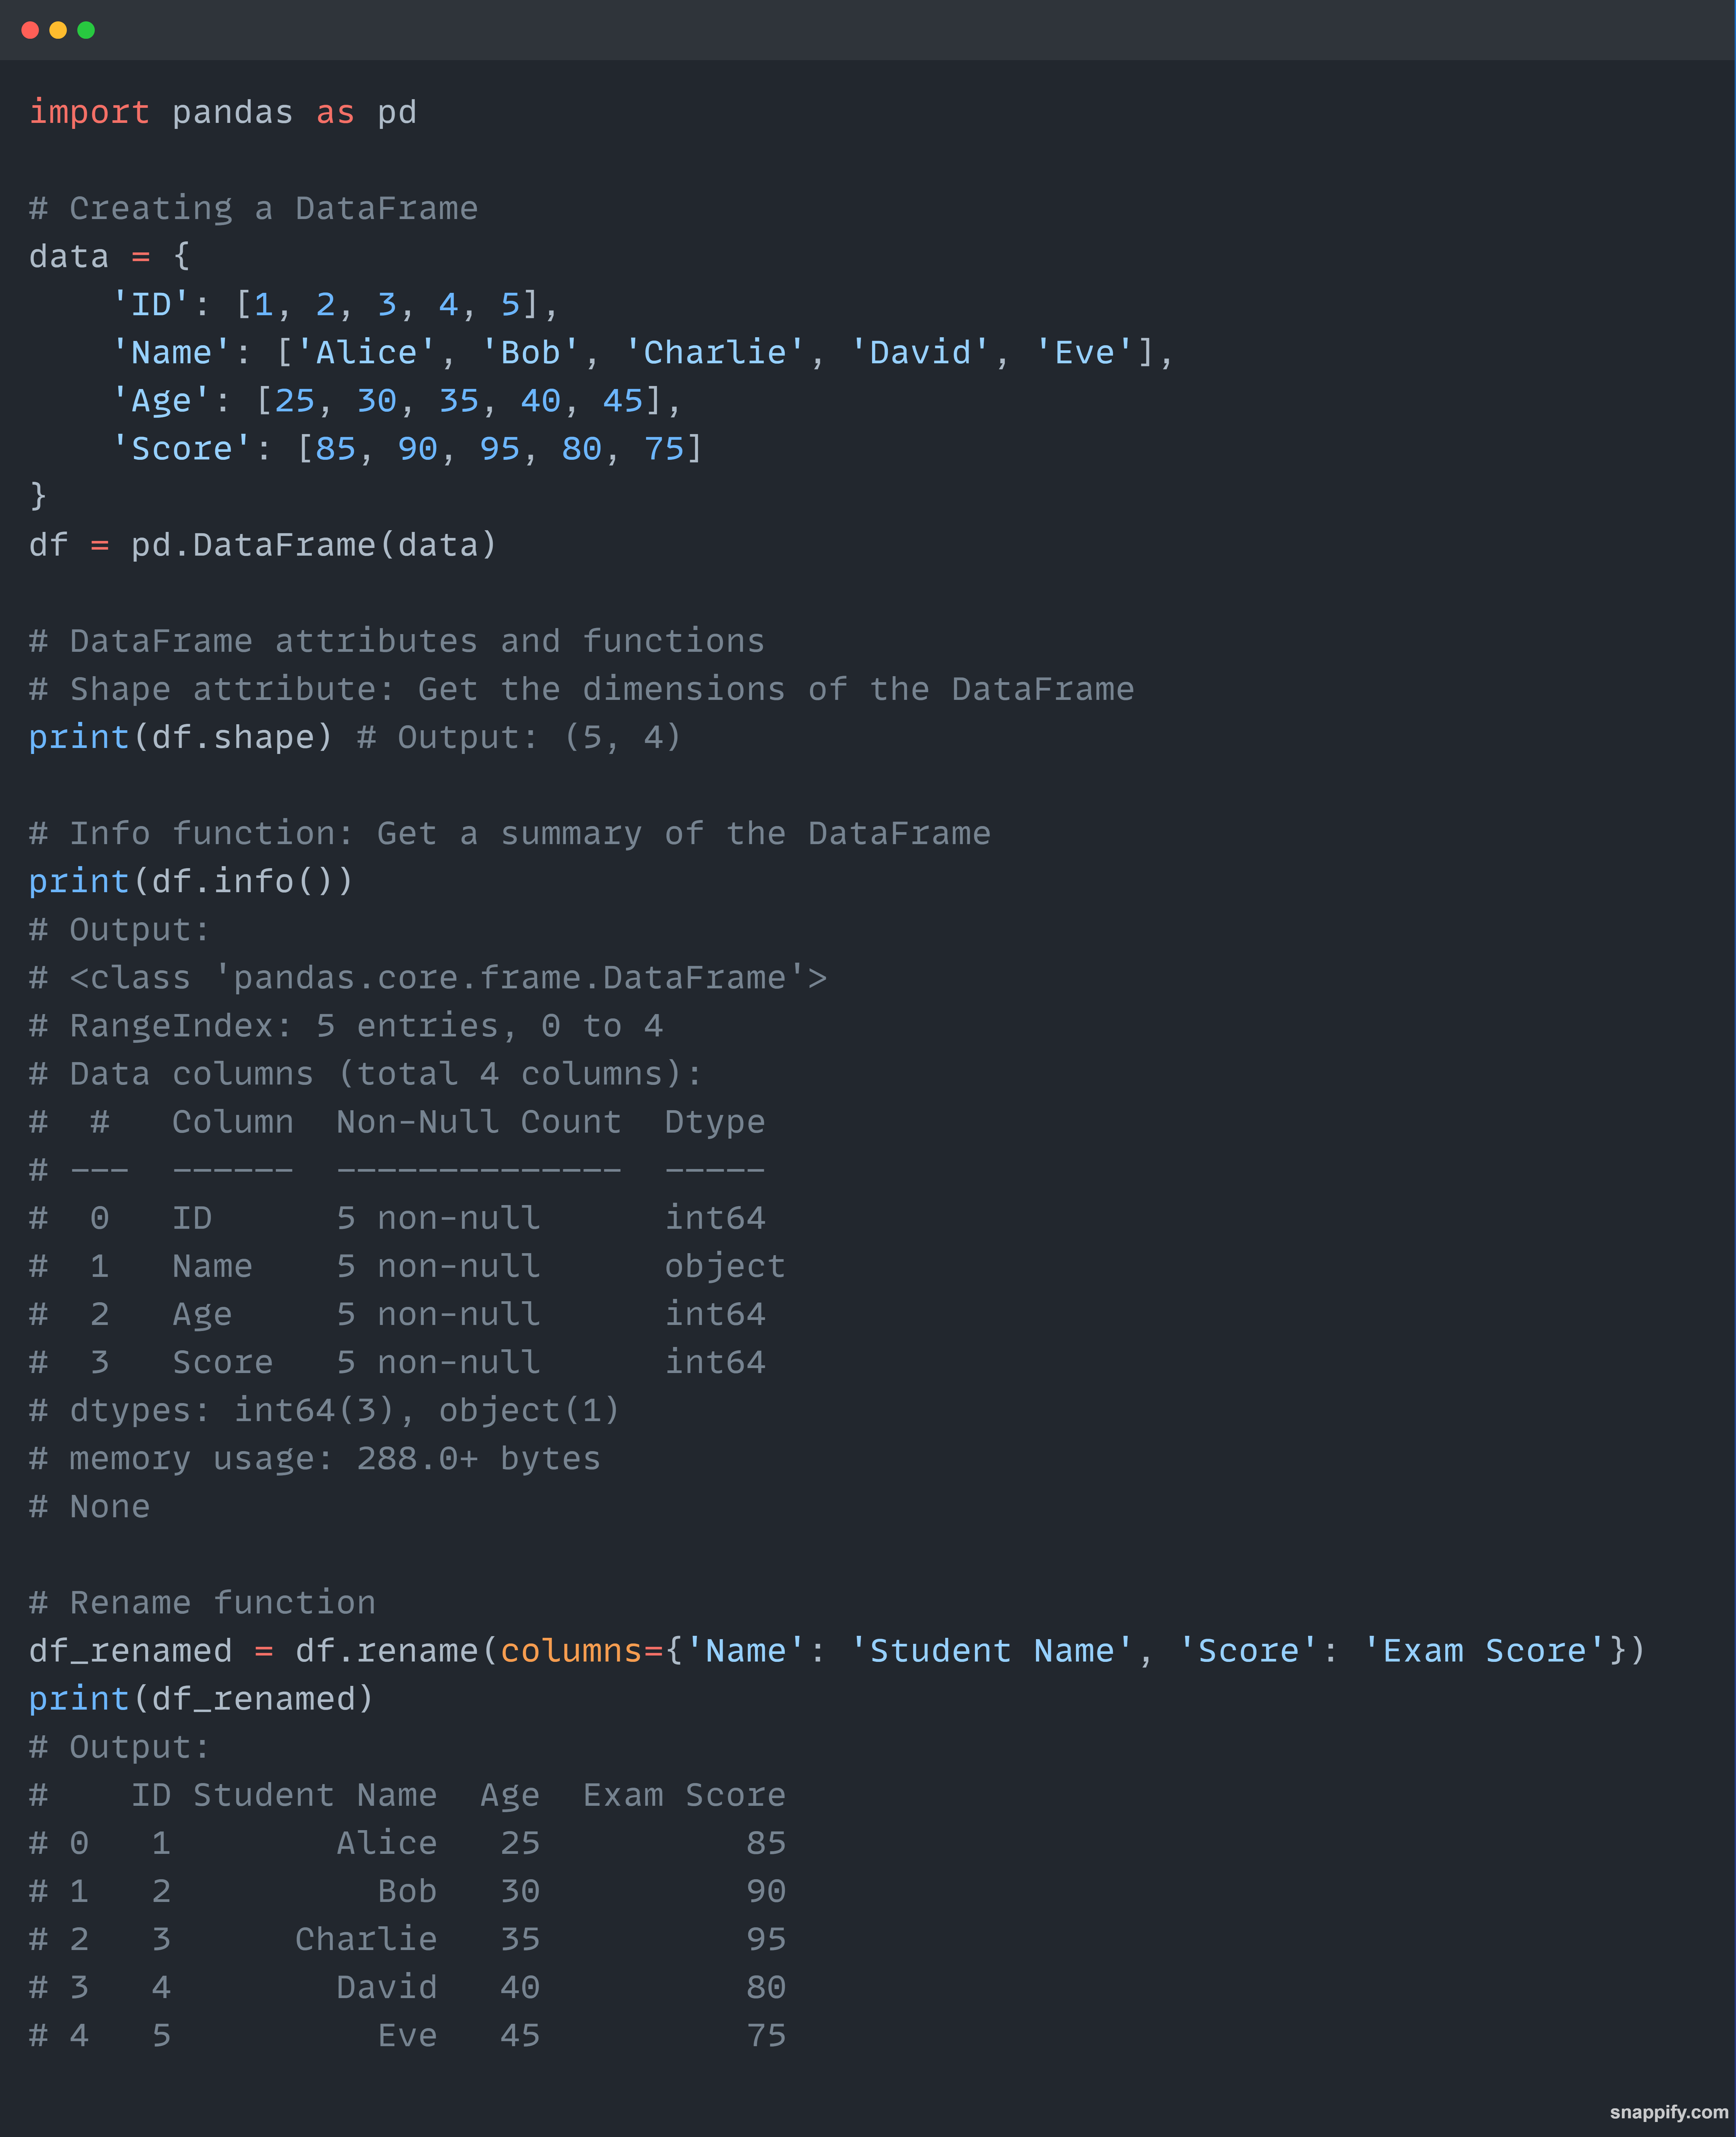 import pandas as pd

# Creating a DataFrame
data = {
    'ID': [1, 2, 3, 4, 5],
    'Name': ['Alice', 'Bob', 'Charlie', 'David', 'Eve'],
    'Age': [25, 30, 35, 40, 45],
    'Score': [85, 90, 95, 80, 75]
}
df = pd.DataFrame(data)

# DataFrame attributes and functions
# Shape attribute: Get the dimensions of the DataFrame
print(df.shape) # Output: (5, 4)

# Info function: Get a summary of the DataFrame
print(df.info())
# Output:
# <class 'pandas.core.frame.DataFrame'>
# RangeIndex: 5 entries, 0 to 4
# Data columns (total 4 columns):
#  #   Column  Non-Null Count  Dtype
# ---  ------  --------------  -----
#  0   ID      5 non-null      int64
#  1   Name    5 non-null      object
#  2   Age     5 non-null      int64
#  3   Score   5 non-null      int64
# dtypes: int64(3), object(1)
# memory usage: 288.0+ bytes
# None

# Rename function
df_renamed = df.rename(columns={'Name': 'Student Name', 'Score': 'Exam Score'})
print(df_renamed)
# Output:
#    ID Student Name  Age  Exam Score
# 0   1        Alice   25          85
# 1   2          Bob   30          90
# 2   3      Charlie   35          95
# 3   4        David   40          80
# 4   5          Eve   45          75
snappify.com